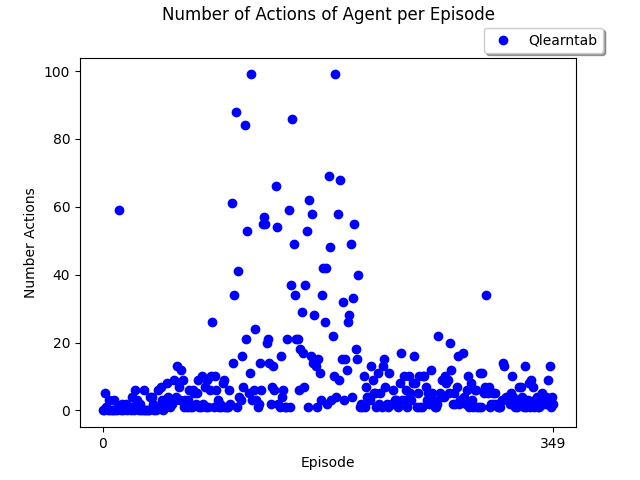 Number of Actions of Agent per Episode
Qlearntab
100
80
60
40
20
0
Number Actions
0
349
Episode